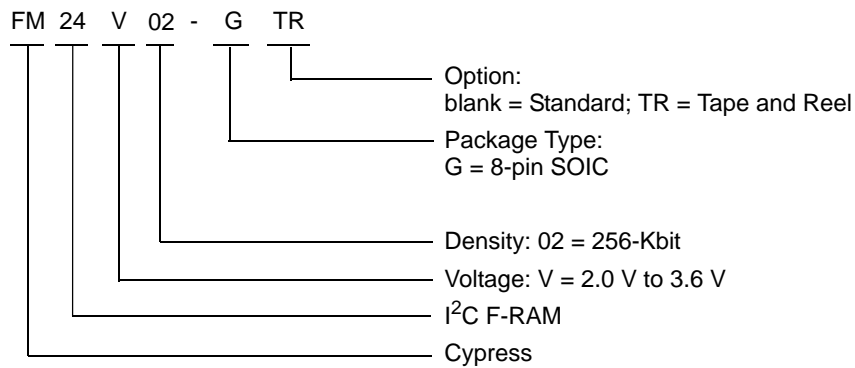 FM 24 V 02 - G TR
Option:
blank = Standard; TR = Tape and Reel
Package Type:
G = 8-pin SOIC
Density: 02 = 256-Kbit
Voltage: V = 2.0 V to 3.6 V
I²C F-RAM
Cypress